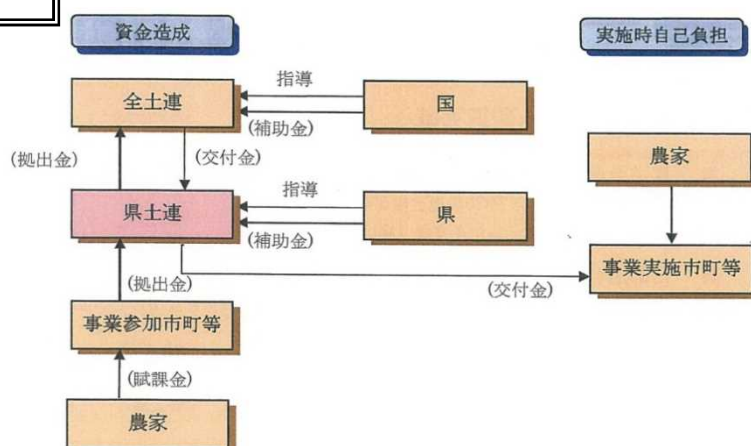 資金造成
実施時自己負担
全土連
指導
国
(補助金)
(拠出金)
(交付金)
農家
県土連
指導
県
(補助金)
(拠出金)
(交付金)
事業実施市町等
事業参加市町等
(賦課金)
農家